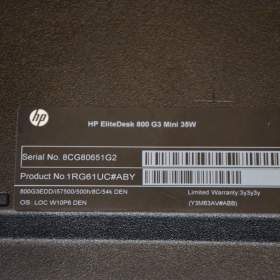 hp
HP EliteDesk 800 G3 Mini 35W
Serial No. 8CG80651G2
Product No 1RG61UC#ABY
800G3EDD/i57500/500h/8C/54k DEN
Limited Warranty 3y3y3y
OS: LOC W10P6 DEN
(Y3M63AV#ABB)